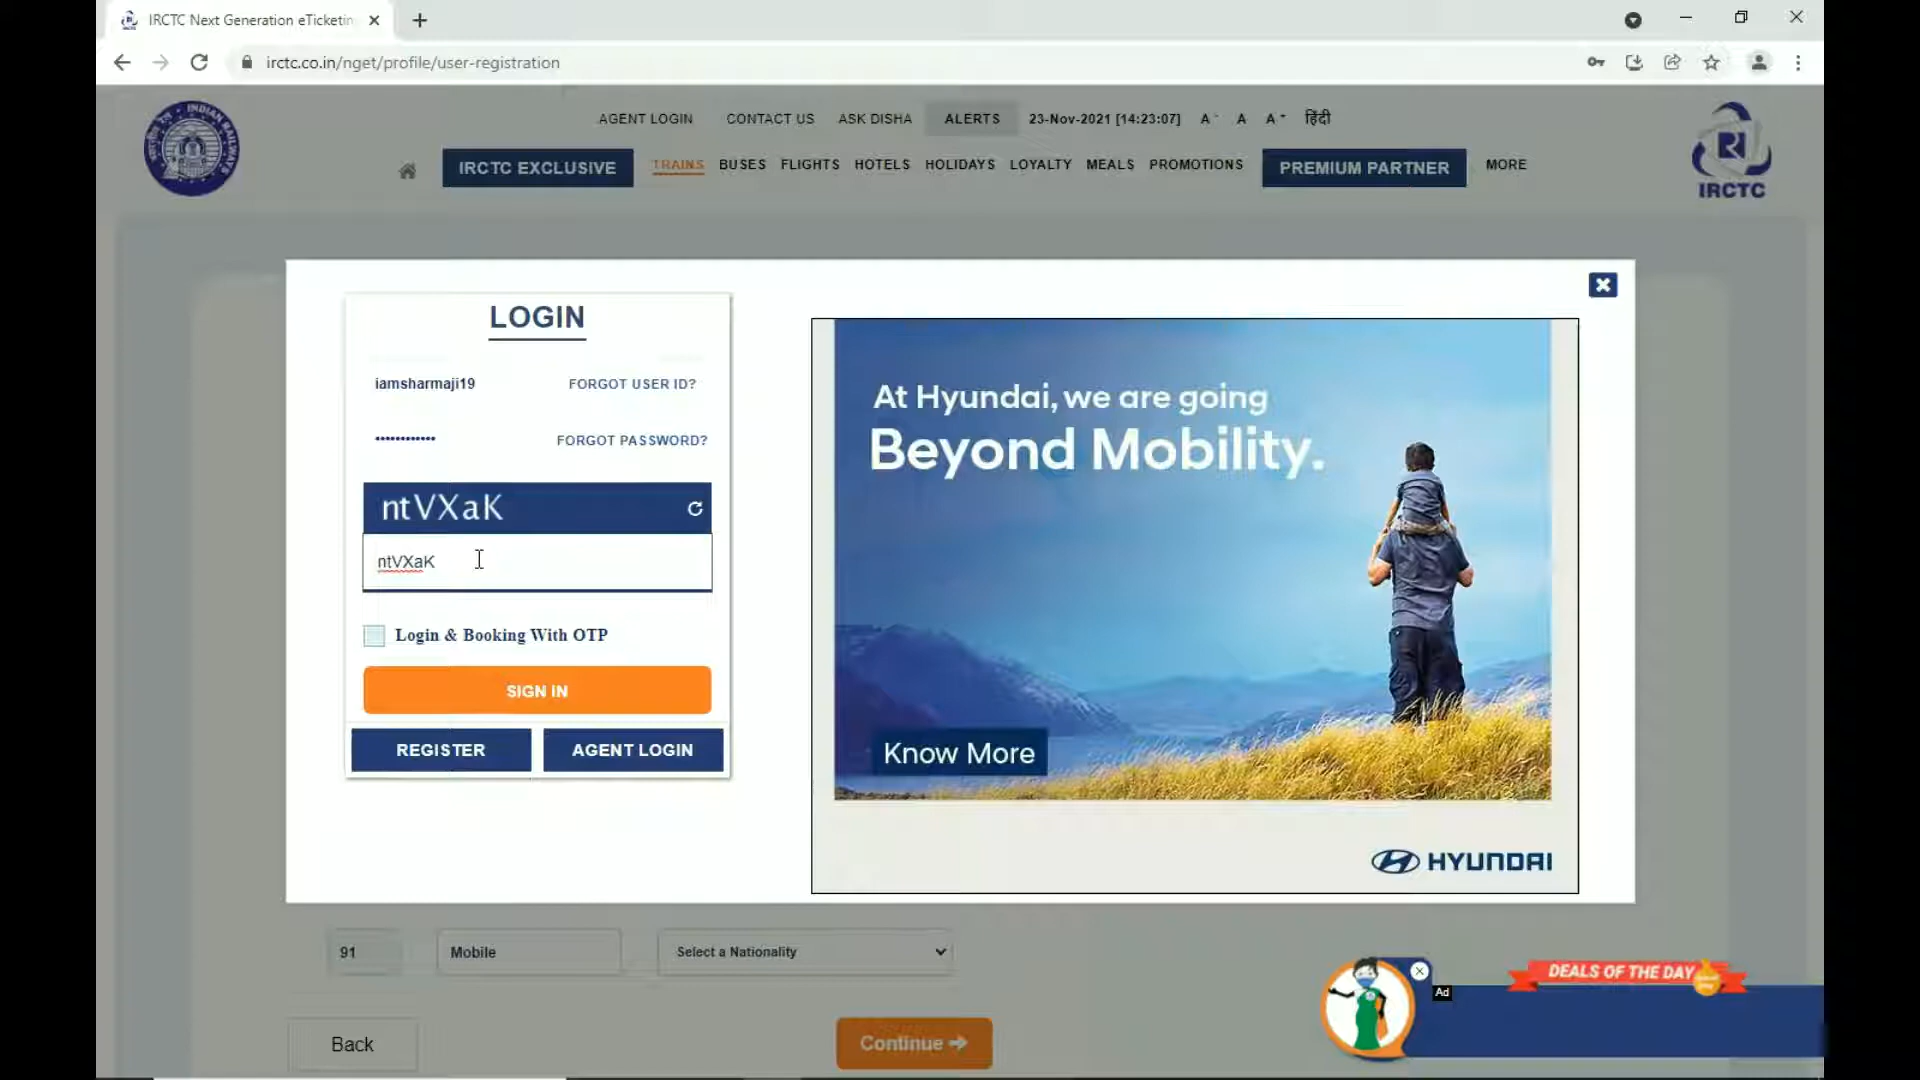 IRCTC Next Generation eTicketin
irctc.co.in/nget/profile/user-registration
AGENT LOGIN CONTACT US ASK DISHA ALERTS 23-Nov-2021 [14:23:07] A- A A+ हिंदी
INDIAN RAILWAYS
IRCTC EXCLUSIVE TRAINS BUSES FLIGHTS HOTELS HOLIDAYS LOYALTY MEALS PROMOTIONS PREMIUM PARTNER MORE
IRCTC
LOGIN
iamsharmaji19 FORGOT USER ID?
FORGOT PASSWORD?
ntVXaK
ntVXaK
Login & Booking With OTP
SIGN IN
REGISTER AGENT LOGIN
At Hyundai, we are going
Beyond Mobility.
Know More
HYUNDAI
91 Mobile Select a Nationality
Back Continue
DEALS OF THE DAY
Ad